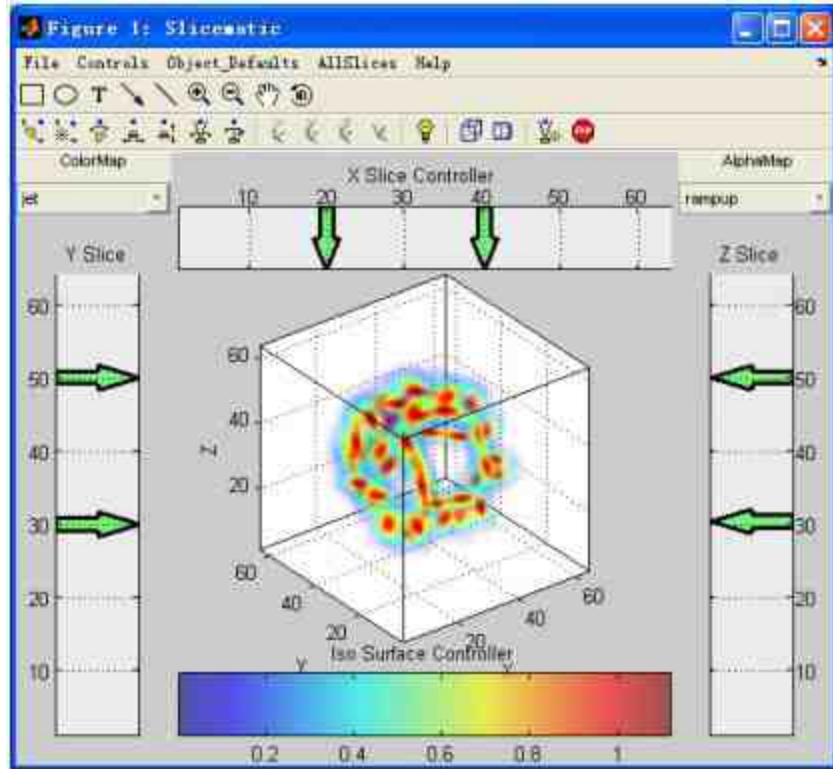 Figure 1: Slicematic
File Controls Object_Defaults AllSlices Help
T
ColorMap
X Slice Controller
AlphaMap
jet
10 20 30 40 50 60
rampup
Y Slice
Z Slice
60
50
40
30
20
10
60
50
40
30
20
10
60
40
20
Z
60
40
20
20
40
60
Iso Surface Controller
0.2 0.4 0.6 0.8 1